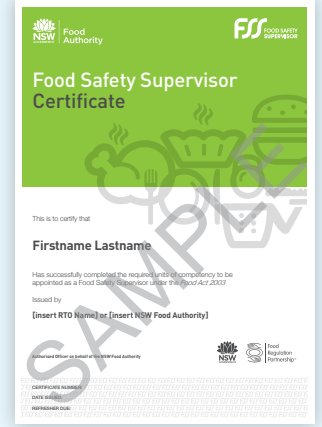 NSW
GOVERNMENT
Food
Authority
FSS FOOD SAFETY
SUPERVISOR
Food Safety Supervisor
Certificate
This is to certify that
Firstname Lastname
Has successfully completed the required units of competency to be
appointed as a Food Safety Supervisor under the Food Act 2003
Issued by
[insert RTO Name] or [insert NSW Food Authority]
SAMPLE
Authorised Officer on behalf of the NSW Food Authority
NSW
GOVERNMENT
Food
Regulation
Partnership
CERTIFICATE NUMBER:
DATE ISSUED:
REFRESHER DUE: